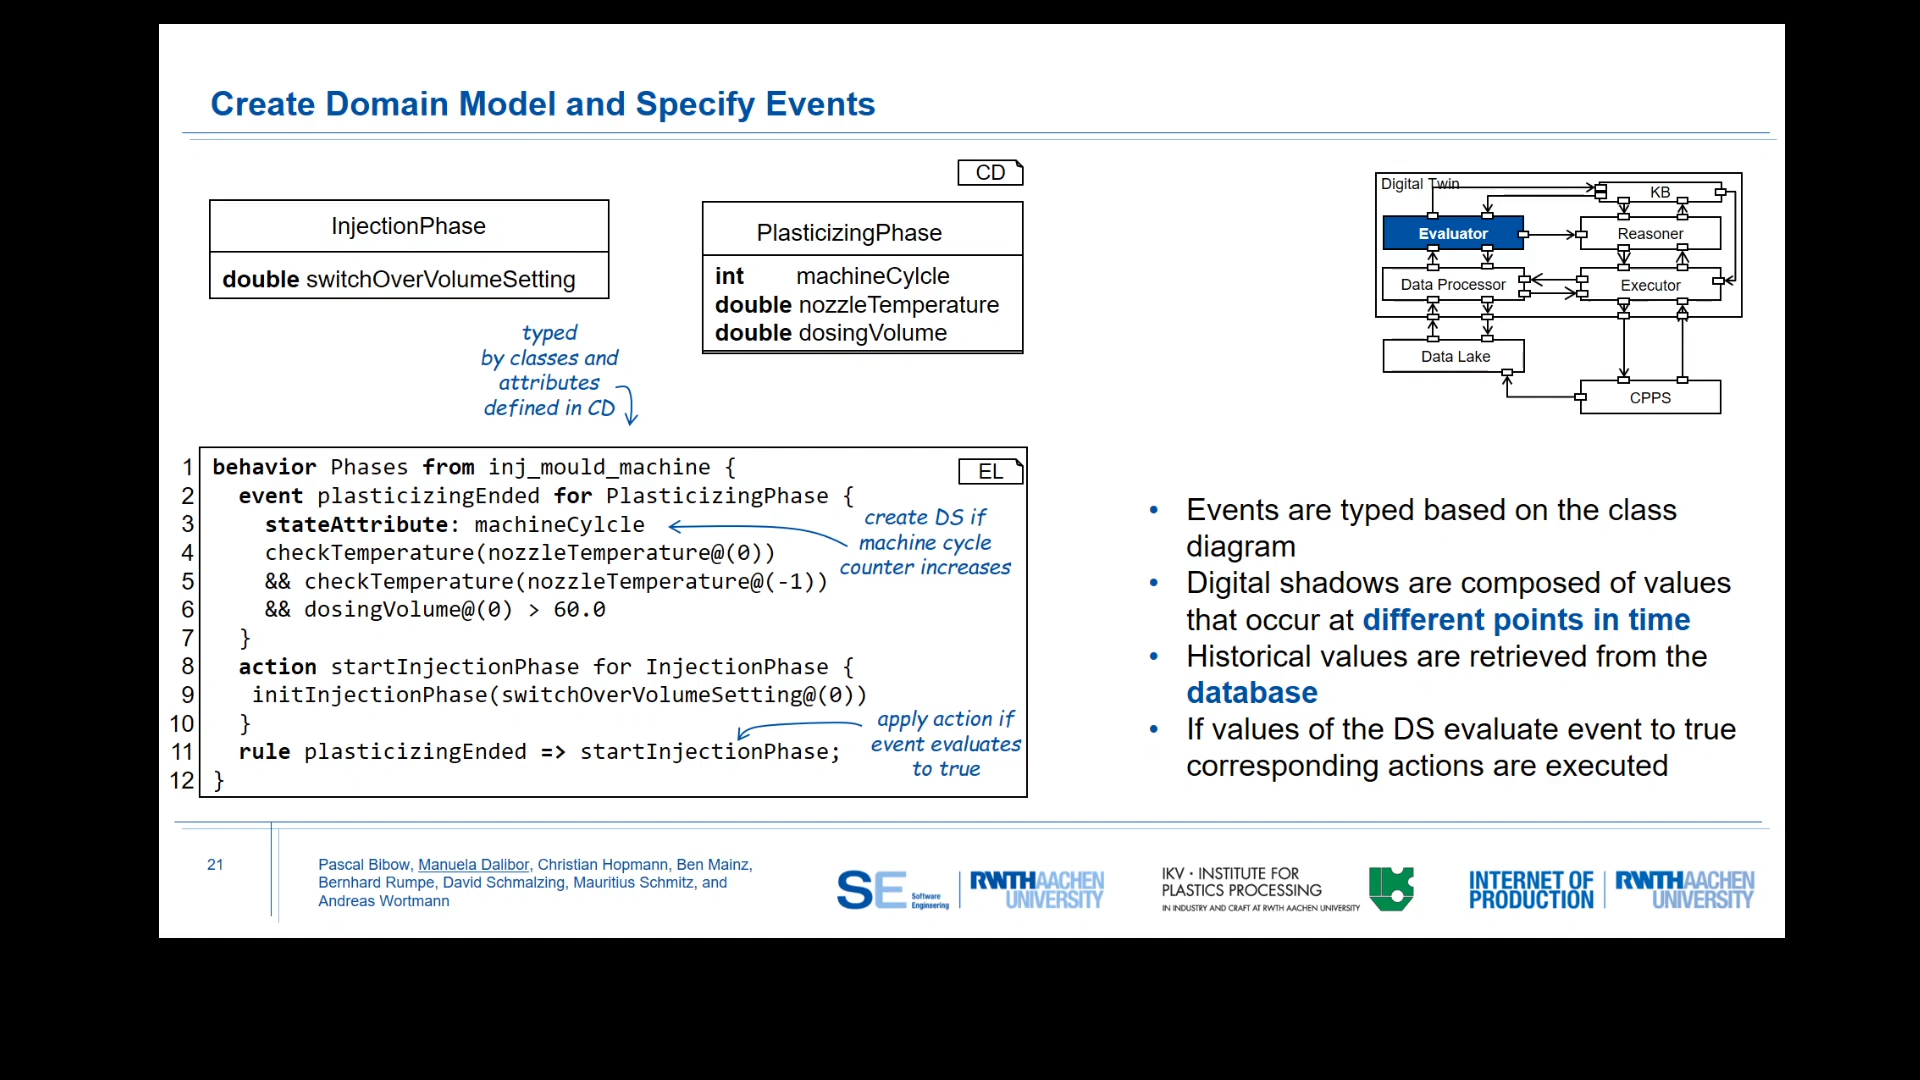 Create Domain Model and Specify Events
CD
InjectionPhase
double switchOverVolumeSetting
PlasticizingPhase
int machineCylcle
double nozzleTemperature
double dosingVolume
typed
by classes and
attributes
defined in CD
Digital Twin
KB
Evaluator
Reasoner
Data Processor
Executor
Data Lake
CPPS
EL
1 behavior Phases from inj_mould_machine {
2 event plasticizingEnded for PlasticizingPhase {
3 stateAttribute: machineCylcle
4 checkTemperature(nozzleTemperature@(0))
5 && checkTemperature(nozzleTemperature@(-1))
6 && dosingVolume@(0) > 60.0
7 }
8 action startInjectionPhase for InjectionPhase {
9 initInjectionPhase(switchOverVolumeSetting@(0))
10 }
11 rule plasticizingEnded => startInjectionPhase;
12 }
create DS if
machine cycle
counter increases
apply action if
event evaluates
to true
• Events are typed based on the class
diagram
• Digital shadows are composed of values
that occur at different points in time
• Historical values are retrieved from the
database
• If values of the DS evaluate event to true
corresponding actions are executed
21
Pascal Bibow, Manuela Dalibor, Christian Hopmann, Ben Mainz,
Bernhard Rumpe, David Schmalzing, Mauritius Schmitz, and
Andreas Wortmann
SE Software
Engineering
RWTHAACHEN
UNIVERSITY
IKV · INSTITUTE FOR
PLASTICS PROCESSING
IN INDUSTRY AND CRAFT AT RWTH AACHEN UNIVERSITY
INTERNET OF
PRODUCTION
RWTHAACHEN
UNIVERSITY